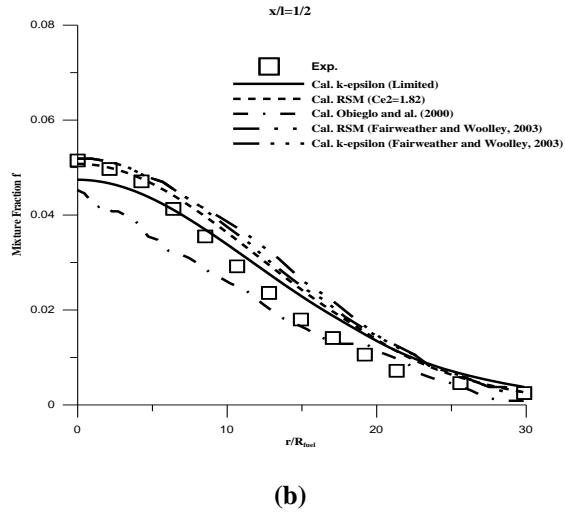 x/l=1/2
0.08
Exp.
Cal. k-epsilon (Limited)
Cal. RSM (Ce2=1.82)
Cal. Obieglo and al. (2000)
Cal. RSM (Fairweather and Woolley, 2003)
Cal. k-epsilon (Fairweather and Woolley, 2003)
0.06
0.04
0.02
0
Mixture Fraction f
0
10
20
30
r/Rfuel
(b)